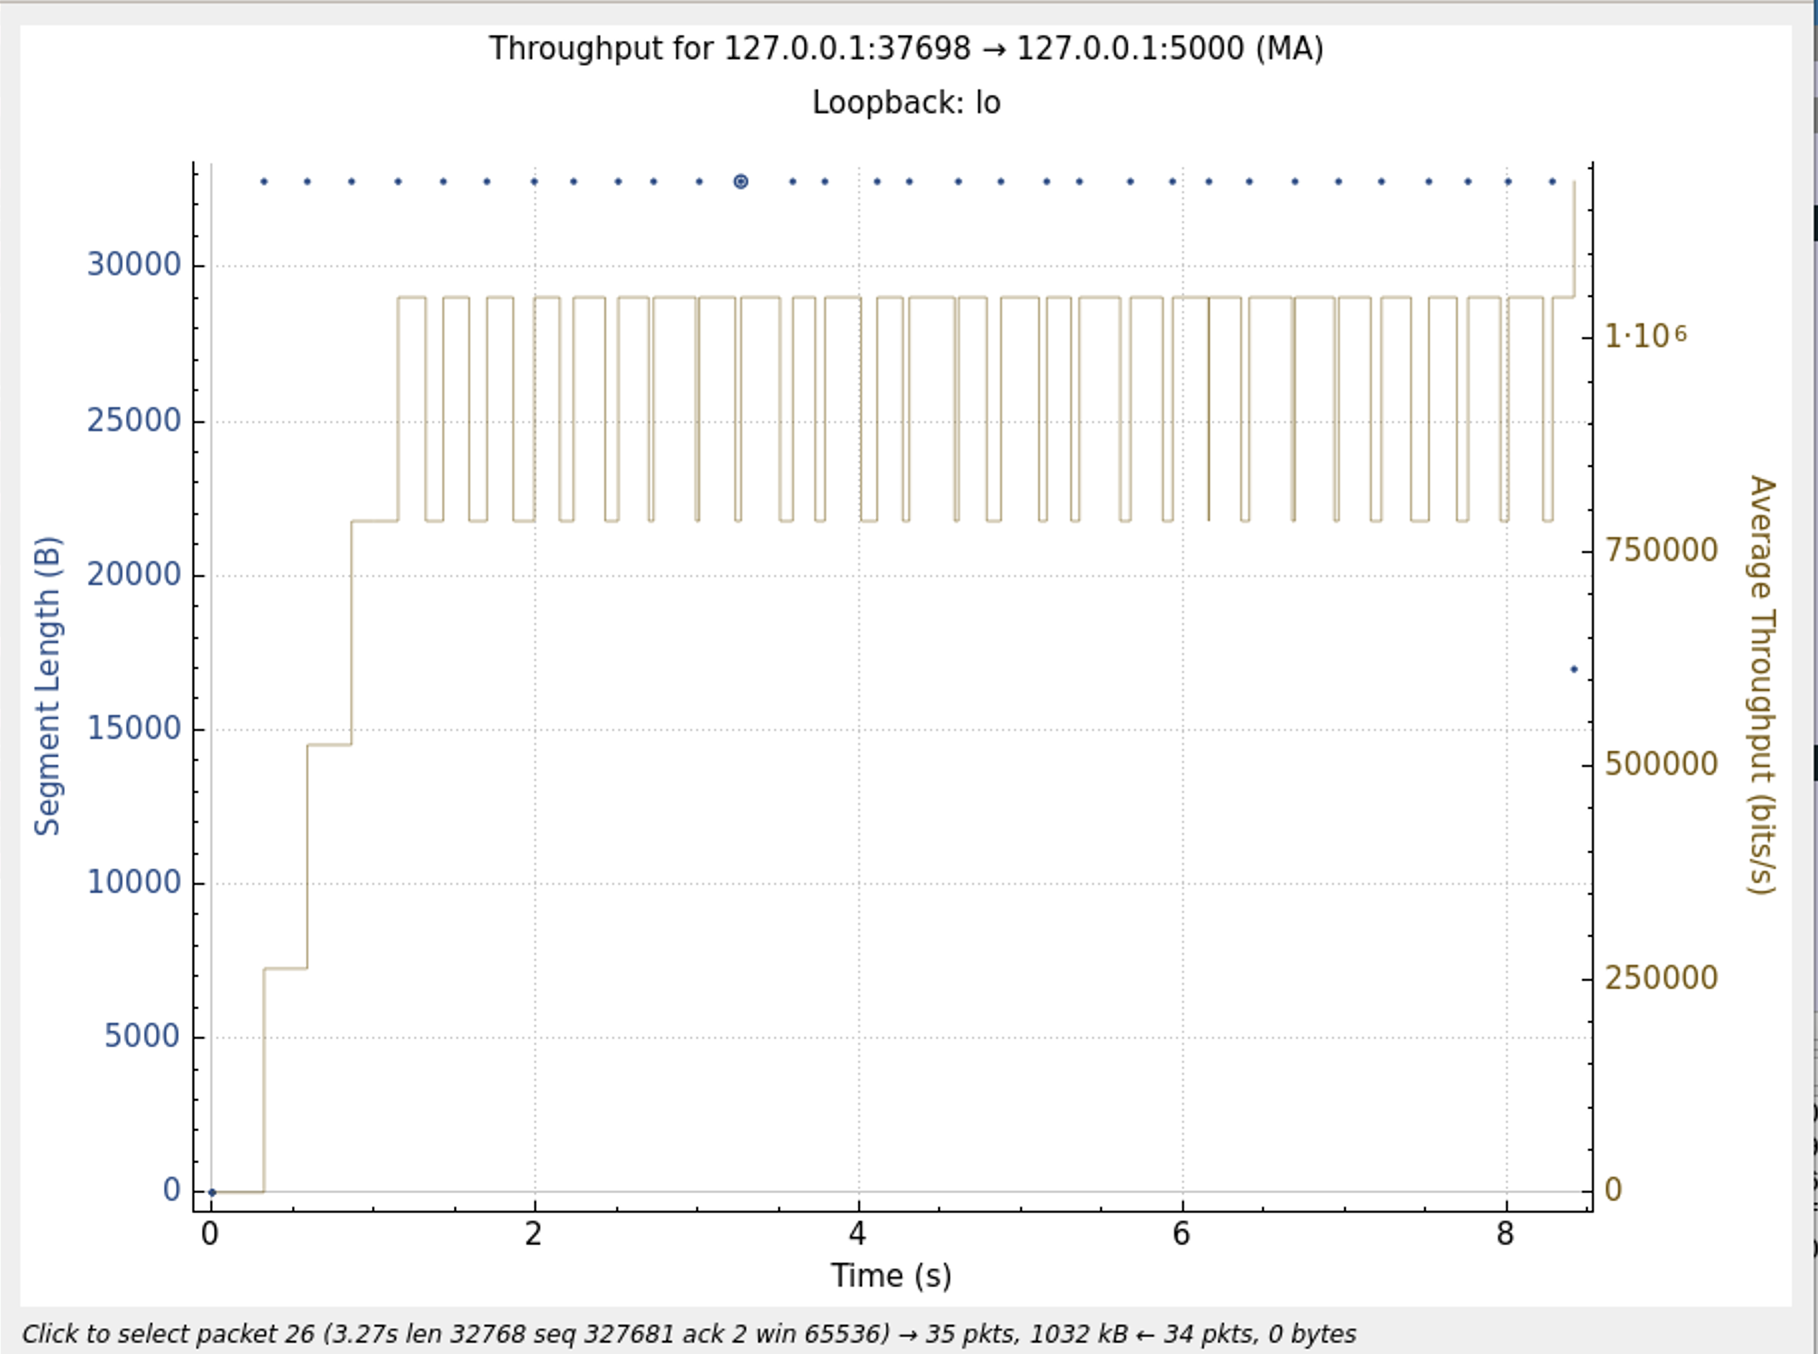 Throughput for 127.0.0.1:37698 → 127.0.0.1:5000 (MA)
Loopback: lo
Segment Length (B)
30000
25000
20000
15000
10000
5000
0
1·10⁶
750000
500000
250000
0
Average Throughput (bits/s)
0 2 4 6 8
Time (s)
Click to select packet 26 (3.27s len 32768 seq 327681 ack 2 win 65536) → 35 pkts, 1032 kB ← 34 pkts, 0 bytes